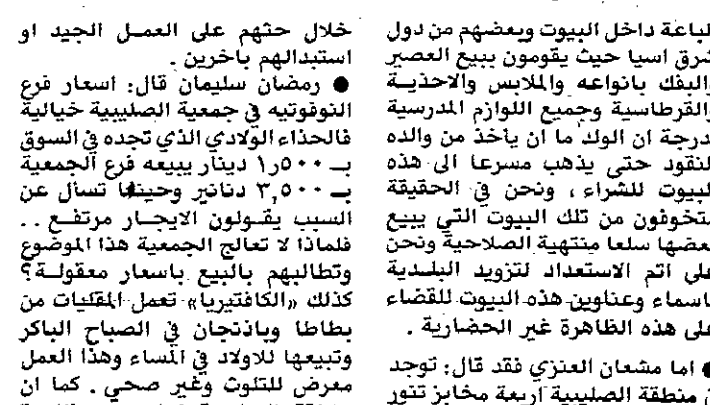 الباعة داخل البيوت وبعضهم من دول
شرق اسيا حيث يقومون ببيع العصير
والبفك بانواعه والملابس والاحذية
والقرطاسية وجميع اللوازم المدرسية
لدرجة ان الولد ما ان يأخذ من والده
النقود حتى يذهب مسرعا الى هذه
البيوت للشراء ، ونحن في الحقيقة
متخوفون من تلك البيوت التي يبيع
بعضها سلعا منتهية الصلاحية ونحن
على اتم الاستعداد لتزويد البلدية
باسماء وعناوين هذه البيوت للقضاء
على هذه الظاهرة غير الحضارية .
● اما مشعان العنزي فقد قال : توجد
منطقة الصليبية اربعة مخابز تنور
خلال حثهم على العمل الجيد او
استبدالهم باخرين .
● رمضان سليمان قال : اسعار فرع
النوفوتيه في جمعية الصليبية خيالية
فالحذاء الولادي الذي تجده في السوق
بـ ١٫٥٠٠ دينار يبيعه فرع الجمعية
بـ ٣,٥٠٠ دنانير وحينما تسأل عن
السبب يقولون الايجار مرتفع ..
فلماذا لا تعالج الجمعية هذا الموضوع
وتطالبهم بالبيع باسعار معقولة ؟
كذلك «الكافتيريا» تعمل المقليات من
بطاطا وباذنجان في الصباح الباكر
وتبيعها للاولاد في المساء وهذا العمل
معرض للتلوث وغير صحي . كما ان